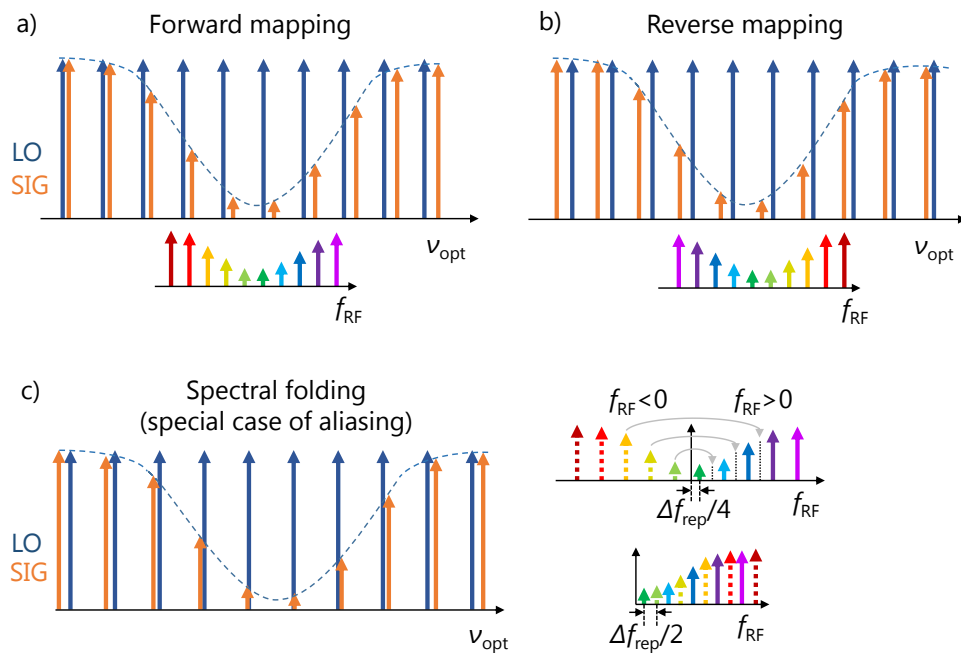 a)
Forward mapping
LO
SIG
νopt
fRF
b)
Reverse mapping
νopt
fRF
c)
Spectral folding
(special case of aliasing)
LO
SIG
νopt
fRF<0
fRF>0
Δfrep/4
fRF
Δfrep/2
fRF